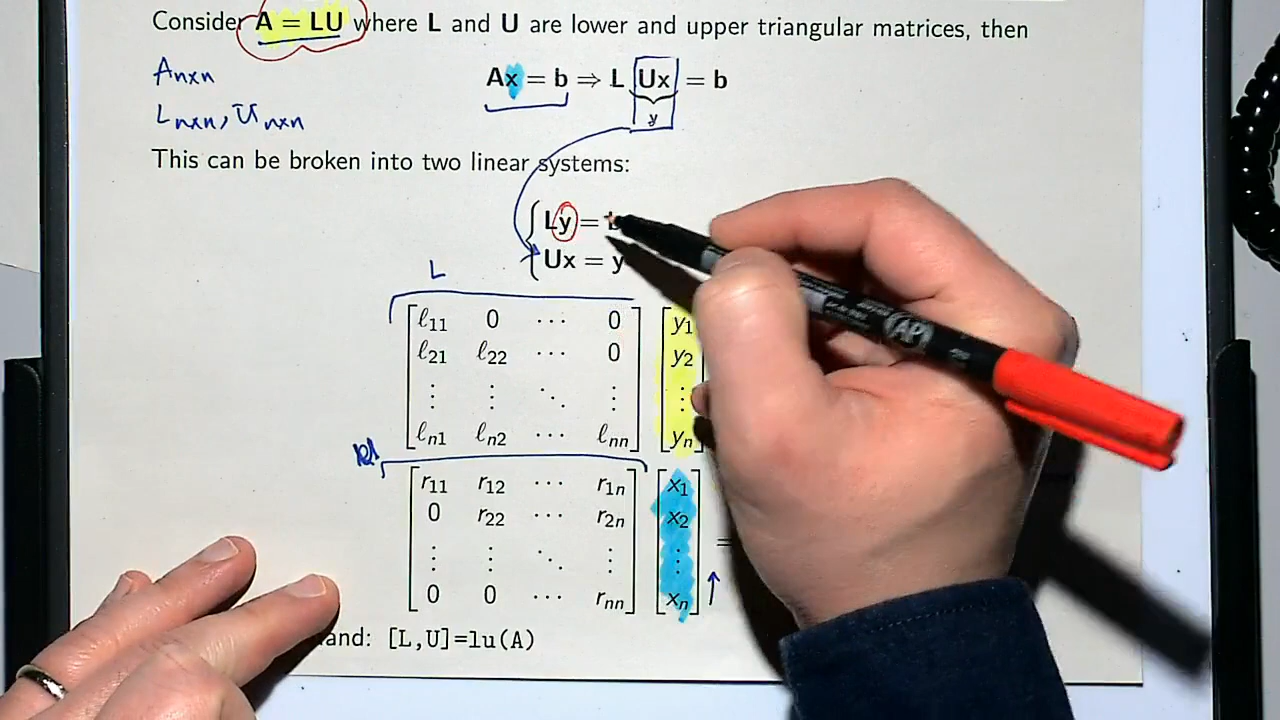 Consider A = LU where L and U are lower and upper triangular matrices, then
Anxn
Ax = b ⇒ L Ux = b
y
Lnxn, Unxn
This can be broken into two linear systems:
Ly = b
Ux = y
L
ℓ11 0 ⋯ 0 y1
ℓ21 ℓ22 ⋯ 0 y2
⋮ ⋮ ⋱ ⋮ ⋮
ℓn1 ℓn2 ⋯ ℓnn yn
r11 r12 ⋯ r1n x1
0 r22 ⋯ r2n x2 =
⋮ ⋮ ⋱ ⋮ ⋮
0 0 ⋯ rnn xn
[L,U]=lu(A)
AP